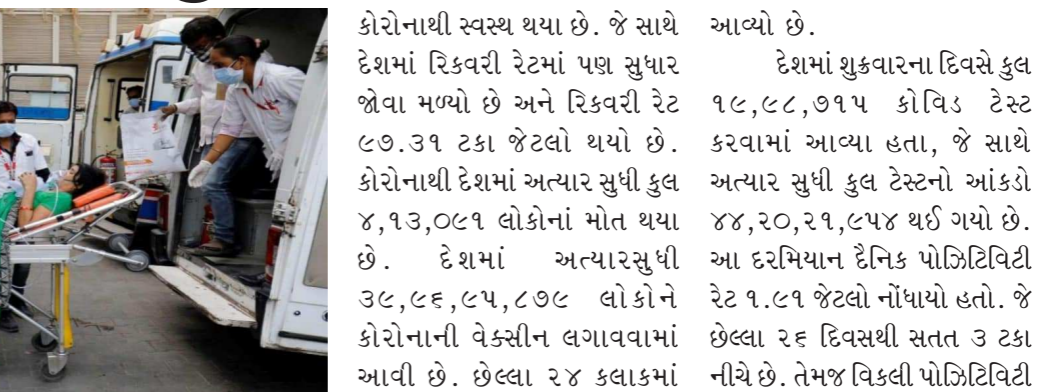 કોરોનાથી સ્વસ્થ થયા છે. જે સાથે
દેશમાં રિકવરી રેટમાં પણ સુધાર
જોવા મળ્યો છે અને રિકવરી રેટ
૯૭.૩૧ ટકા જેટલો થયો છે.
કોરોનાથી દેશમાં અત્યાર સુધી કુલ
૪,૧૩,૦૯૧ લોકોનાં મોત થયા
છે. દેશમાં અત્યારસુધી
૩૯,૯૬,૯૫,૮૭૯ લોકોને
કોરોનાની વેક્સીન લગાવવામાં
આવી છે. છેલ્લા ૨૪ કલાકમાં
આવ્યો છે.
દેશમાં શુક્રવારના દિવસે કુલ
૧૯,૯૮,૭૧૫ કોવિડ ટેસ્ટ
કરવામાં આવ્યા હતા, જે સાથે
અત્યાર સુધી કુલ ટેસ્ટનો આંકડો
૪૪,૨૦,૨૧,૯૫૪ થઈ ગયો છે.
આ દરમિયાન દૈનિક પોઝિટિવિટી
રેટ ૧.૯૧ જેટલો નોંધાયો હતો. જે
છેલ્લા ૨૬ દિવસથી સતત ૩ ટકા
નીચે છે. તેમજ વિકલી પોઝિટિવિટી